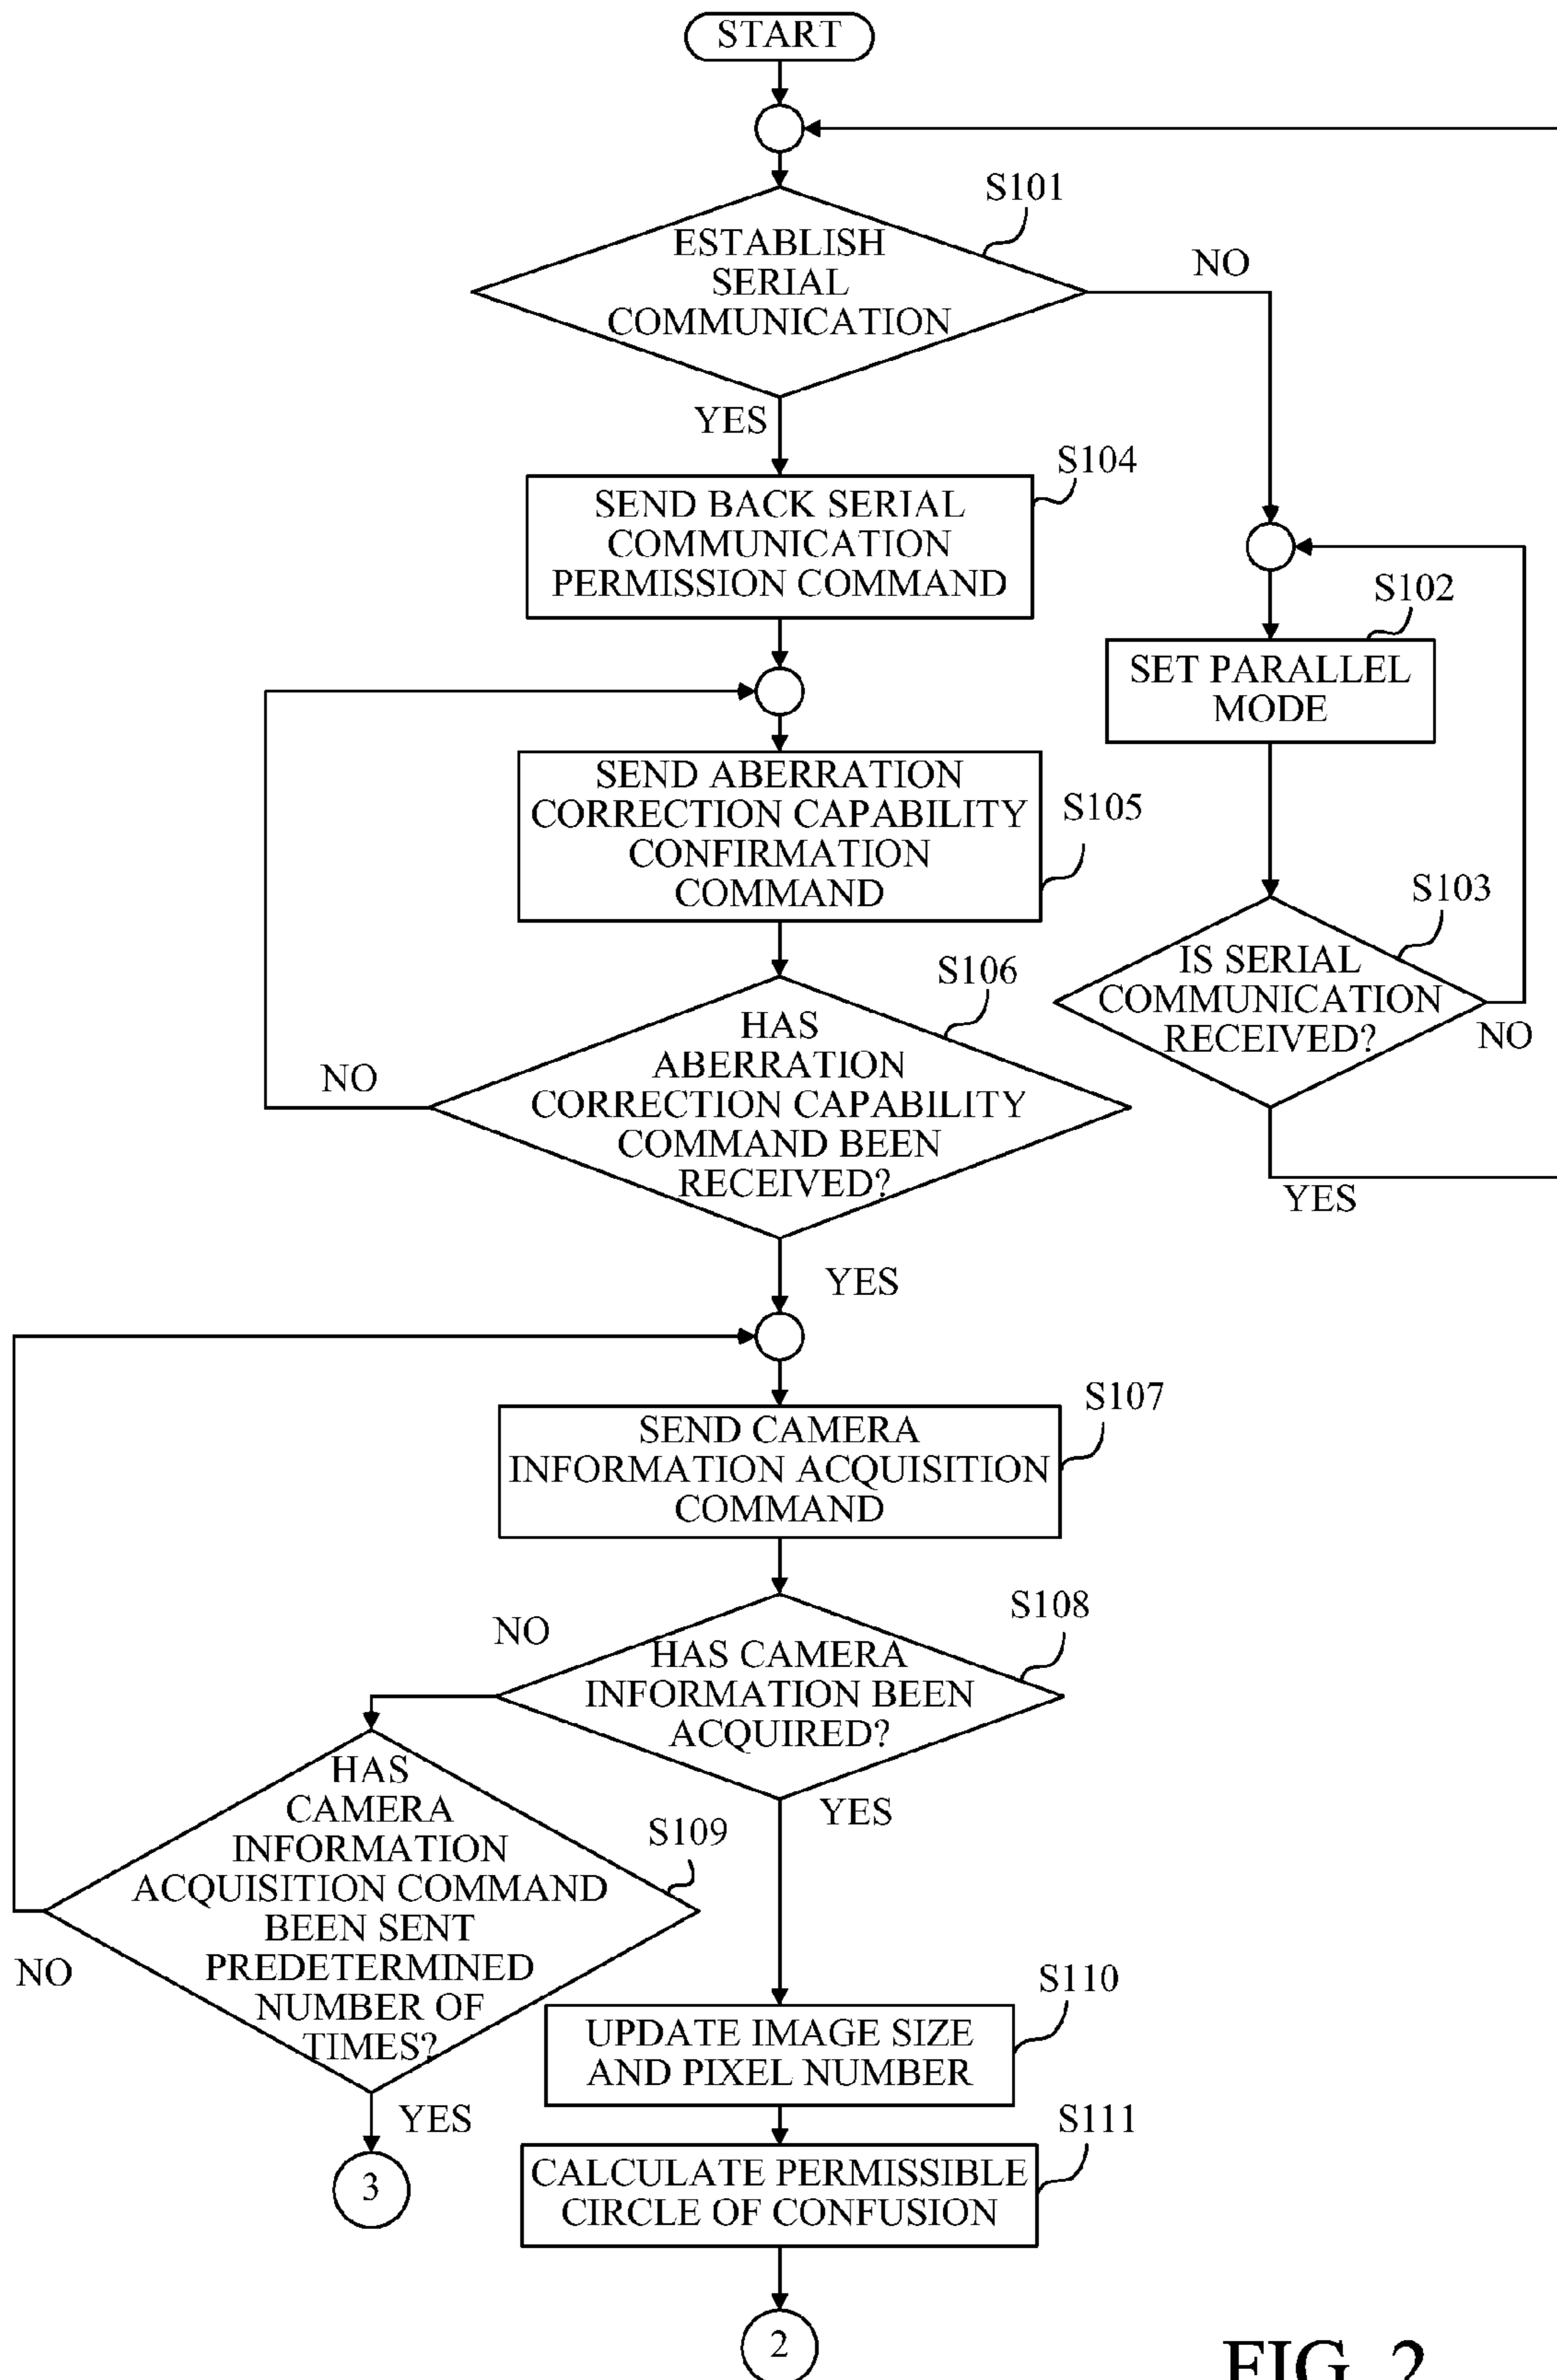 START
S101
ESTABLISH
SERIAL
COMMUNICATION
NO
YES
S104
SEND BACK SERIAL
COMMUNICATION
PERMISSION COMMAND
S102
SET PARALLEL
MODE
SEND ABERRATION
CORRECTION CAPABILITY
CONFIRMATION
COMMAND
S105
S103
IS SERIAL
COMMUNICATION
RECEIVED?
NO
YES
S106
HAS
ABERRATION
CORRECTION CAPABILITY
COMMAND BEEN
RECEIVED?
NO
YES
S107
SEND CAMERA
INFORMATION ACQUISITION
COMMAND
S108
HAS CAMERA
INFORMATION BEEN
ACQUIRED?
NO
YES
S109
HAS
CAMERA
INFORMATION
ACQUISITION COMMAND
BEEN SENT
PREDETERMINED
NUMBER OF
TIMES?
NO
YES
3
S110
UPDATE IMAGE SIZE
AND PIXEL NUMBER
S111
CALCULATE PERMISSIBLE
CIRCLE OF CONFUSION
2
FIG. 2